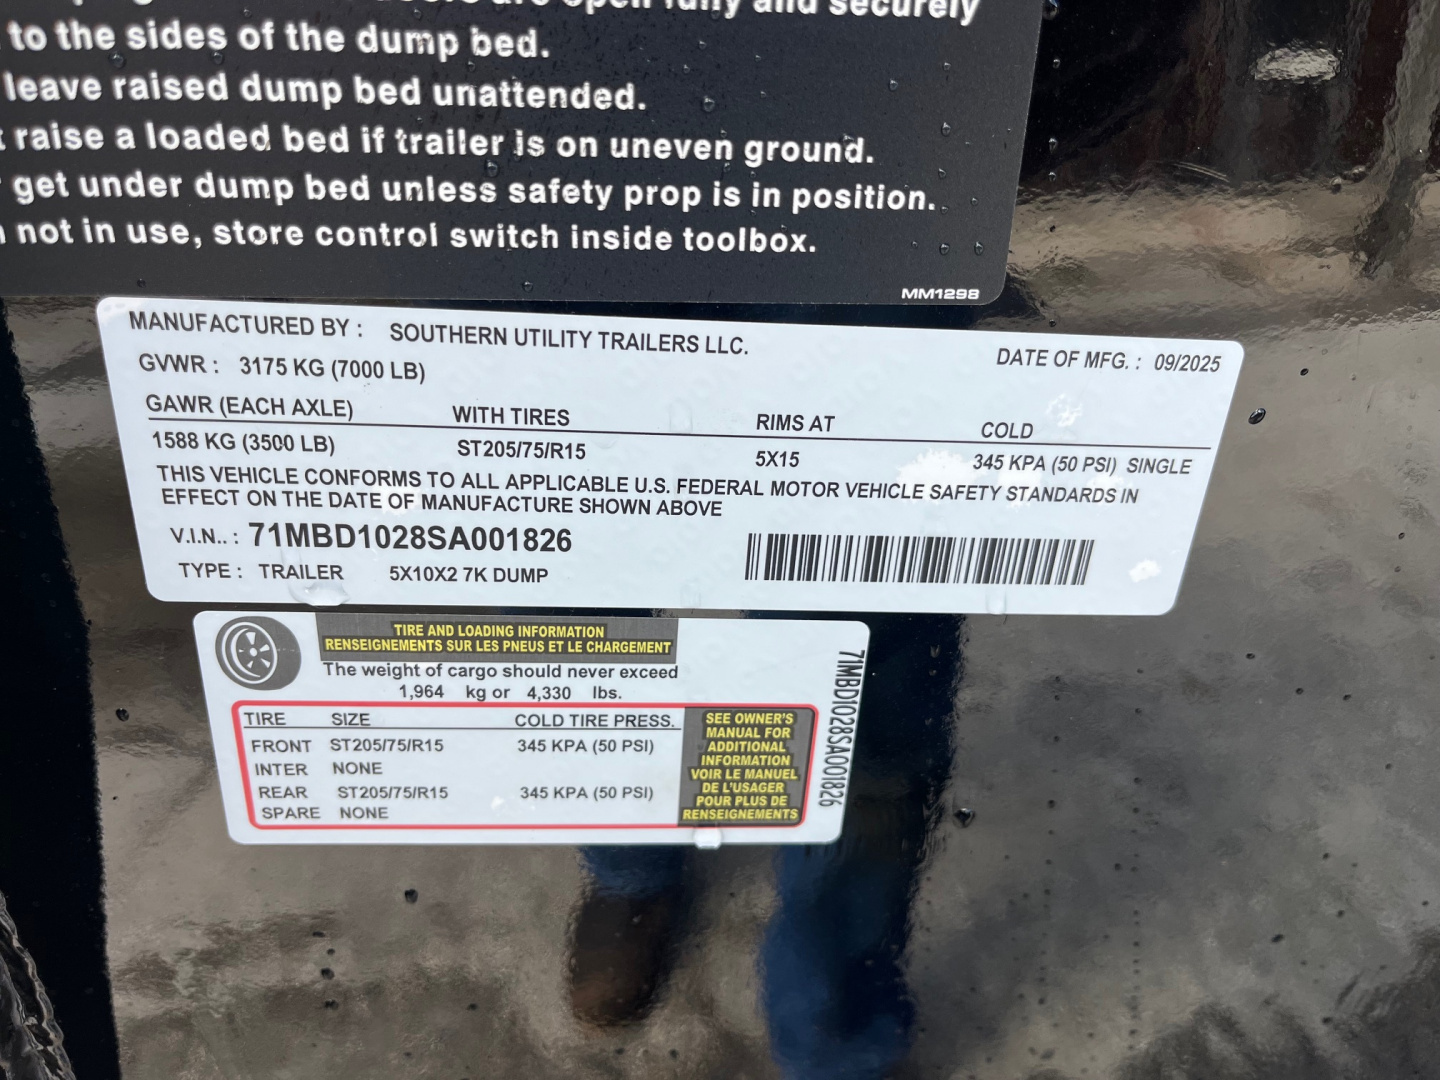 open fully and securely
to the sides of the dump bed.
leave raised dump bed unattended.
raise a loaded bed if trailer is on uneven ground.
get under dump bed unless safety prop is in position.
not in use, store control switch inside toolbox.
MM1298
MANUFACTURED BY : SOUTHERN UTILITY TRAILERS LLC.
DATE OF MFG. : 09/2025
GVWR : 3175 KG (7000 LB)
GAWR (EACH AXLE) WITH TIRES RIMS AT COLD
1588 KG (3500 LB) ST205/75/R15 5X15 345 KPA (50 PSI) SINGLE
THIS VEHICLE CONFORMS TO ALL APPLICABLE U.S. FEDERAL MOTOR VEHICLE SAFETY STANDARDS IN
EFFECT ON THE DATE OF MANUFACTURE SHOWN ABOVE
V.I.N.. : 71MBD1028SA001826
TYPE : TRAILER 5X10X2 7K DUMP
TIRE AND LOADING INFORMATION
RENSEIGNEMENTS SUR LES PNEUS ET LE CHARGEMENT
The weight of cargo should never exceed
1,964 kg or 4,330 lbs.
TIRE SIZE COLD TIRE PRESS.
FRONT ST205/75/R15 345 KPA (50 PSI)
INTER NONE
REAR ST205/75/R15 345 KPA (50 PSI)
SPARE NONE
SEE OWNER'S
MANUAL FOR
ADDITIONAL
INFORMATION
VOIR LE MANUEL
DE L'USAGER
POUR PLUS DE
RENSEIGNEMENTS
71MBD1028SA001826